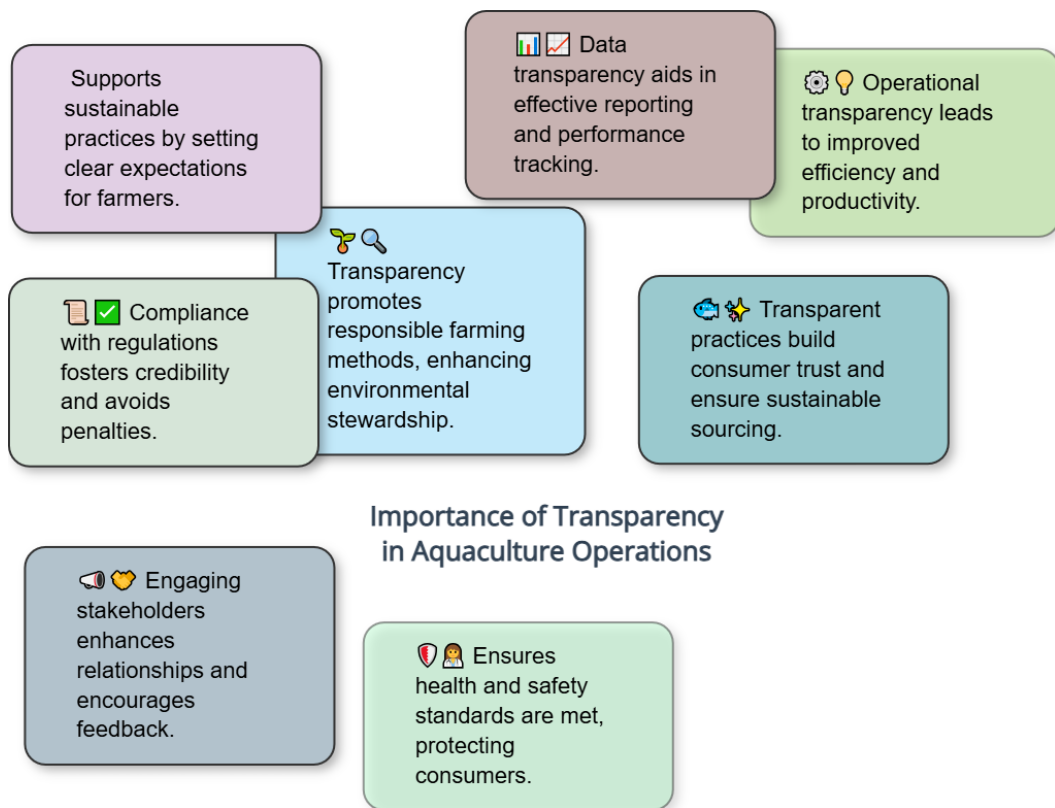 Supports
sustainable
practices by setting
clear expectations
for farmers.
📊📈 Data
transparency aids in
effective reporting
and performance
tracking.
⚙️💡 Operational
transparency leads
to improved
efficiency and
productivity.
🌱🔍
Transparency
promotes
responsible farming
methods, enhancing
environmental
stewardship.
📜✅ Compliance
with regulations
fosters credibility
and avoids
penalties.
🐟✨ Transparent
practices build
consumer trust and
ensure sustainable
sourcing.
Importance of Transparency
in Aquaculture Operations
📢🤝 Engaging
stakeholders
enhances
relationships and
encourages
feedback.
🛡️👩‍⚕️ Ensures
health and safety
standards are met,
protecting
consumers.